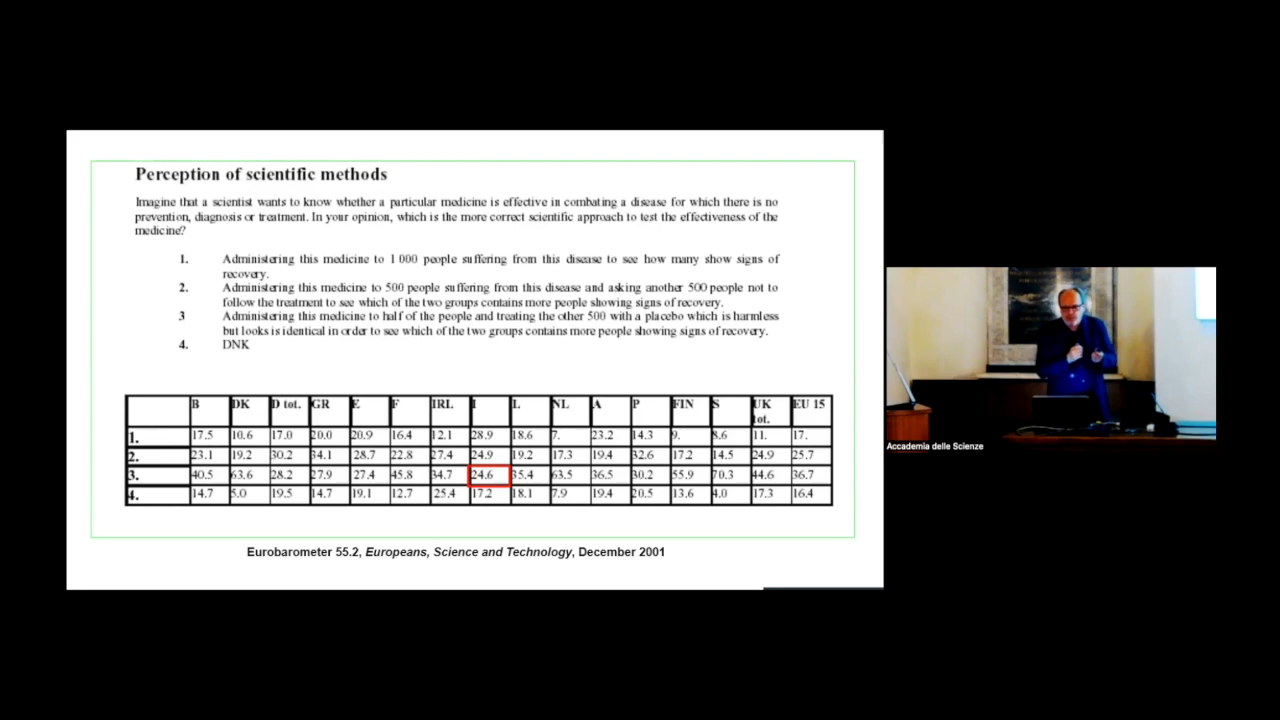 Perception of scientific methods
Imagine that a scientist wants to know whether a particular medicine is effective in combating a disease for which there is no
prevention, diagnosis or treatment. In your opinion, which is the more correct scientific approach to test the effectiveness of the
medicine?
1. Administering this medicine to 1 000 people suffering from this disease to see how many show signs of
recovery.
2. Administering this medicine to 500 people suffering from this disease and asking another 500 people not to
follow the treatment to see which of the two groups contains more people showing signs of recovery.
3 Administering this medicine to half of the people and treating the other 500 with a placebo which is harmless
but looks is identical in order to see which of the two groups contains more people showing signs of recovery.
4. DNK
B DK D tot. GR E F IRL I L NL A P FIN S UK EU 15
tot.
1. 17.5 10.6 17.0 20.0 20.9 16.4 12.1 28.9 18.6 7. 23.2 14.3 9. 8.6 11. 17.
2. 23.1 19.2 30.2 34.1 28.7 22.8 27.4 24.9 19.2 17.3 19.4 32.6 17.2 14.5 24.9 25.7
3. 40.5 63.6 28.2 27.9 27.4 45.8 34.7 24.6 35.4 63.5 36.5 30.2 55.9 70.3 44.6 36.7
4. 14.7 5.0 19.5 14.7 19.1 12.7 25.4 17.2 18.1 7.9 19.4 20.5 13.6 4.0 17.3 16.4
Eurobarometer 55.2, Europeans, Science and Technology, December 2001
Accademia delle Scienze